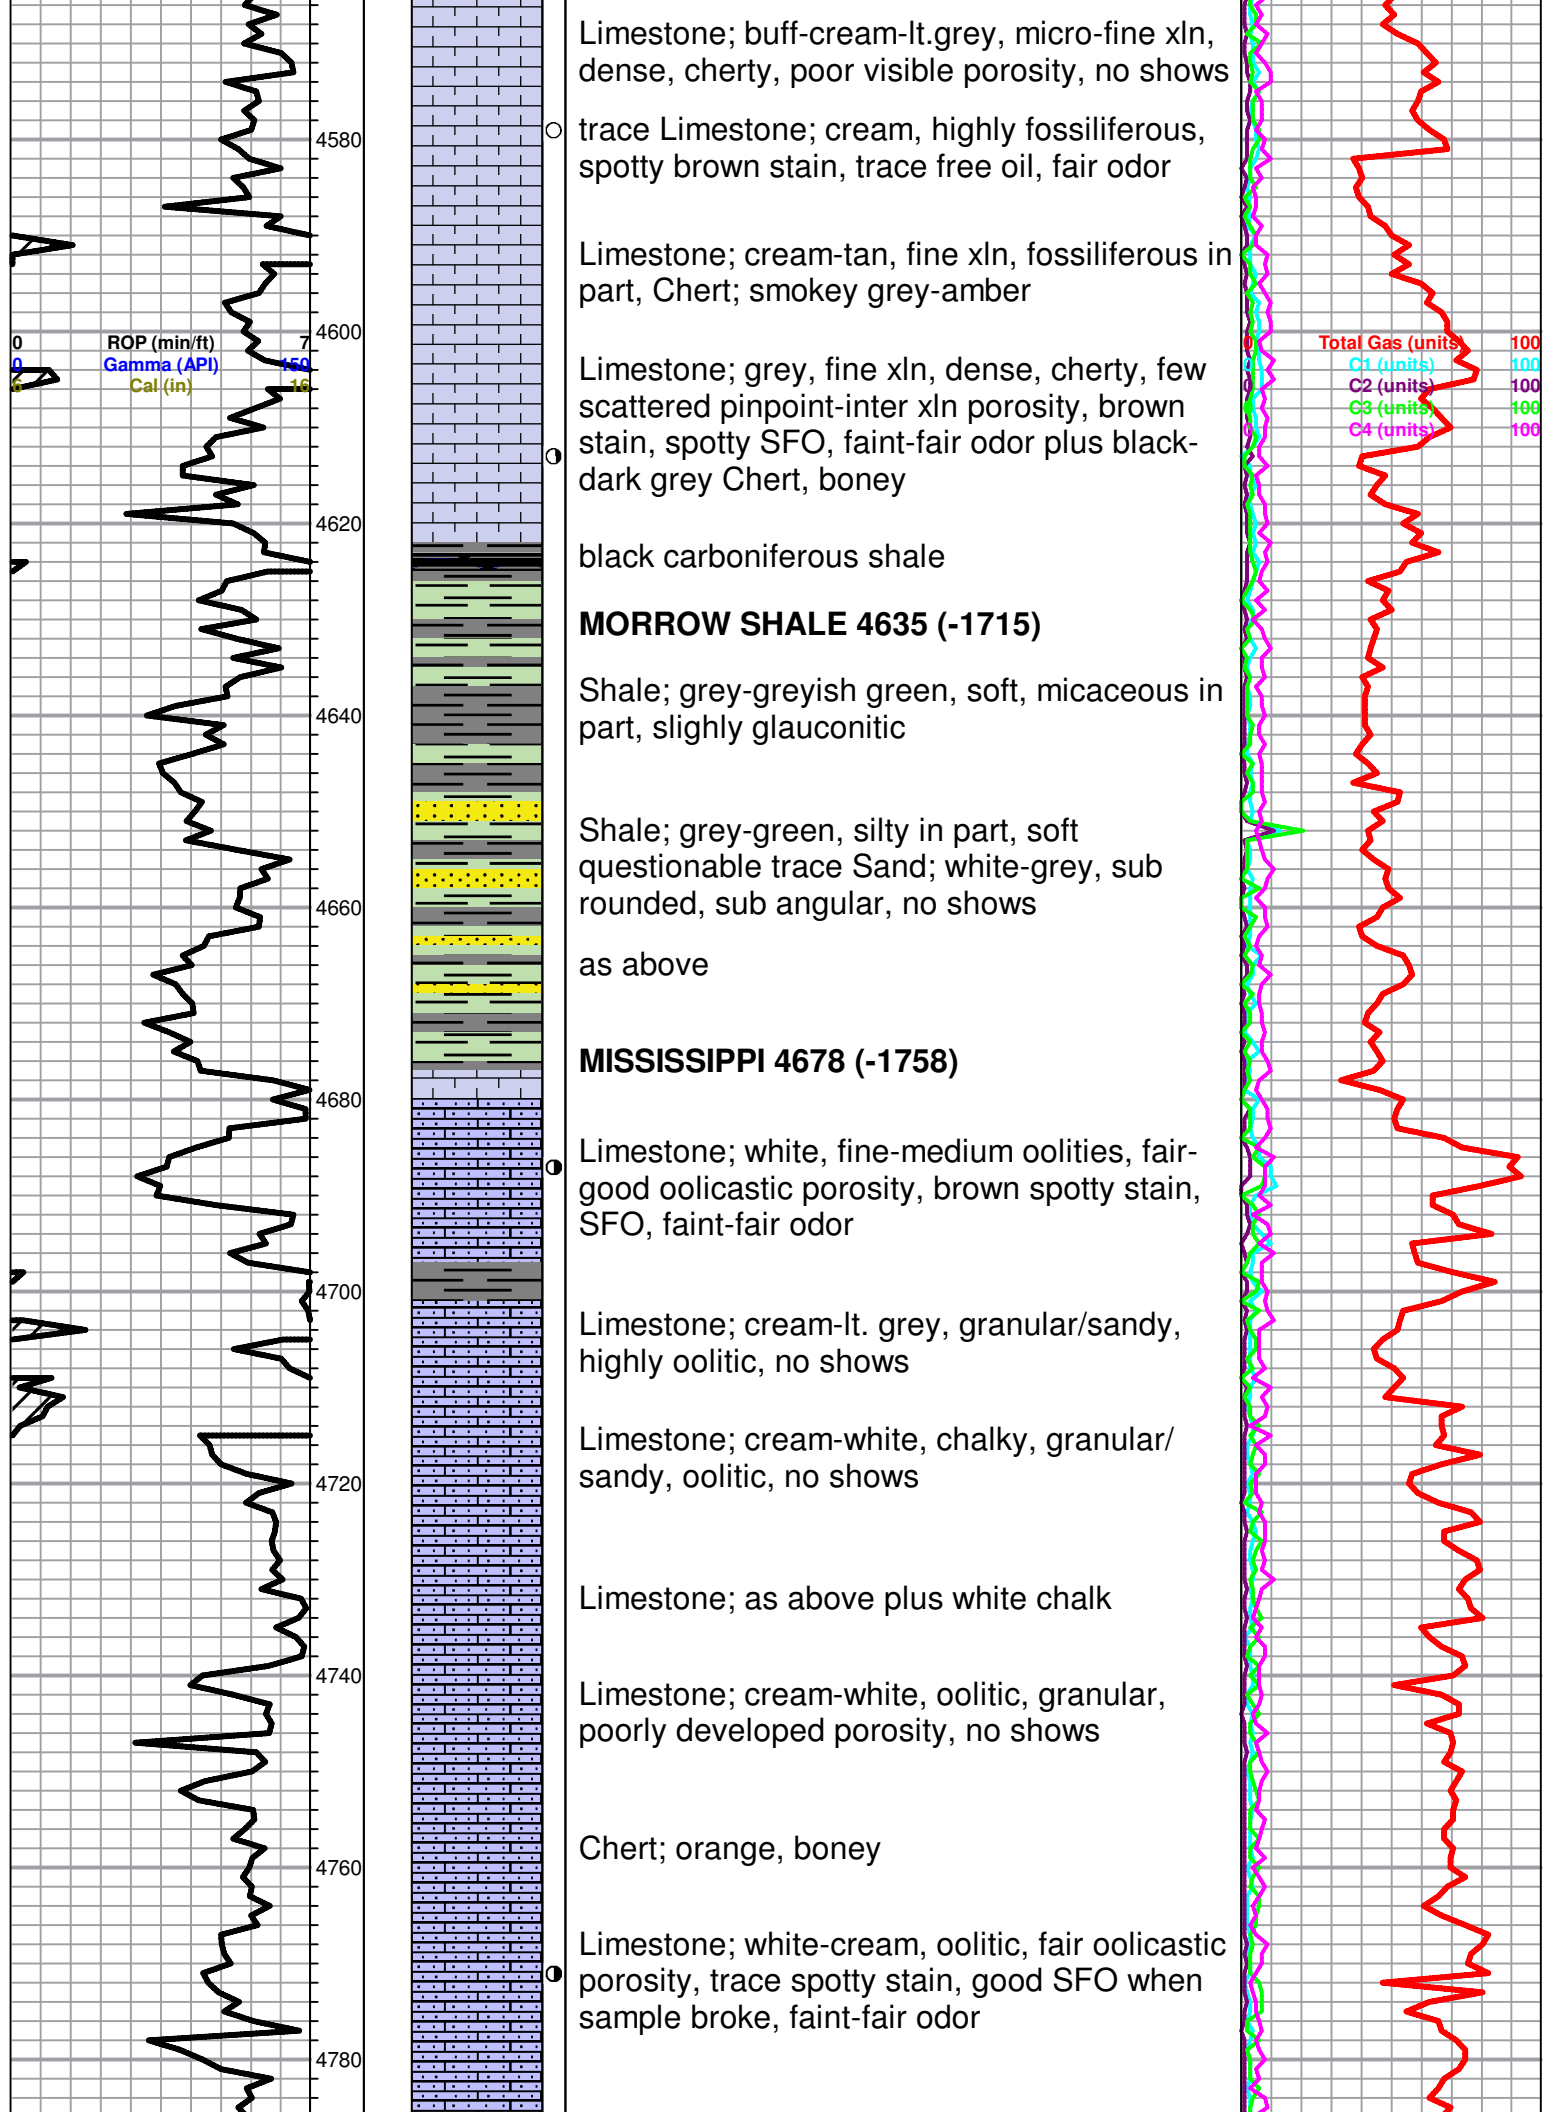 Limestone; buff-cream-lt.grey, micro-fine xln,
dense, cherty, poor visible porosity, no shows
4580
trace Limestone; cream, highly fossiliferous,
spotty brown stain, trace free oil, fair odor
Limestone; cream-tan, fine xln, fossiliferous in
part, Chert; smokey grey-amber
4600
0 ROP (min/ft) 7
0 Gamma (API) 150
6 Cal (in) 16
0 Total Gas (units) 100
0 C1 (units) 100
0 C2 (units) 100
0 C3 (units) 100
0 C4 (units) 100
Limestone; grey, fine xln, dense, cherty, few
scattered pinpoint-inter xln porosity, brown
stain, spotty SFO, faint-fair odor plus black-
dark grey Chert, boney
4620
black carboniferous shale
MORROW SHALE 4635 (-1715)
Shale; grey-greyish green, soft, micaceous in
part, slighly glauconitic
4640
Shale; grey-green, silty in part, soft
questionable trace Sand; white-grey, sub
rounded, sub angular, no shows
4660
as above
MISSISSIPPI 4678 (-1758)
4680
Limestone; white, fine-medium oolities, fair-
good oolicastic porosity, brown spotty stain,
SFO, faint-fair odor
4700
Limestone; cream-lt. grey, granular/sandy,
highly oolitic, no shows
Limestone; cream-white, chalky, granular/
sandy, oolitic, no shows
4720
Limestone; as above plus white chalk
4740
Limestone; cream-white, oolitic, granular,
poorly developed porosity, no shows
Chert; orange, boney
4760
Limestone; white-cream, oolitic, fair oolicastic
porosity, trace spotty stain, good SFO when
sample broke, faint-fair odor
4780